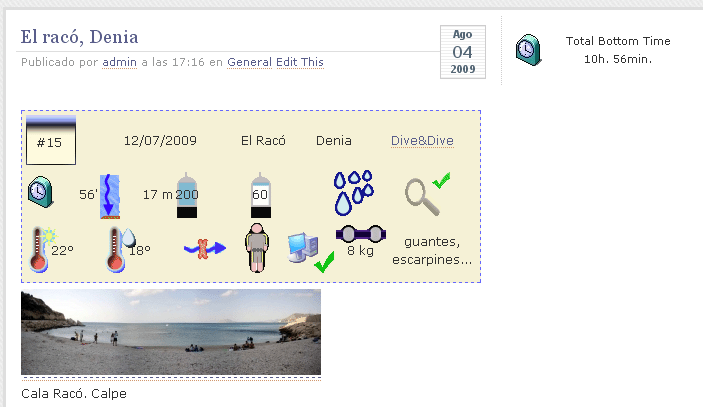 El racó, Denia
Publicado por admin a las 17:16 en General Edit This
Ago
04
2009
Total Bottom Time
10h. 56min.
#15 12/07/2009 El Racó Denia Dive&Dive
56' 17 m 200 60
22º 18º 8 kg guantes,
escarpines...
Cala Racó. Calpe